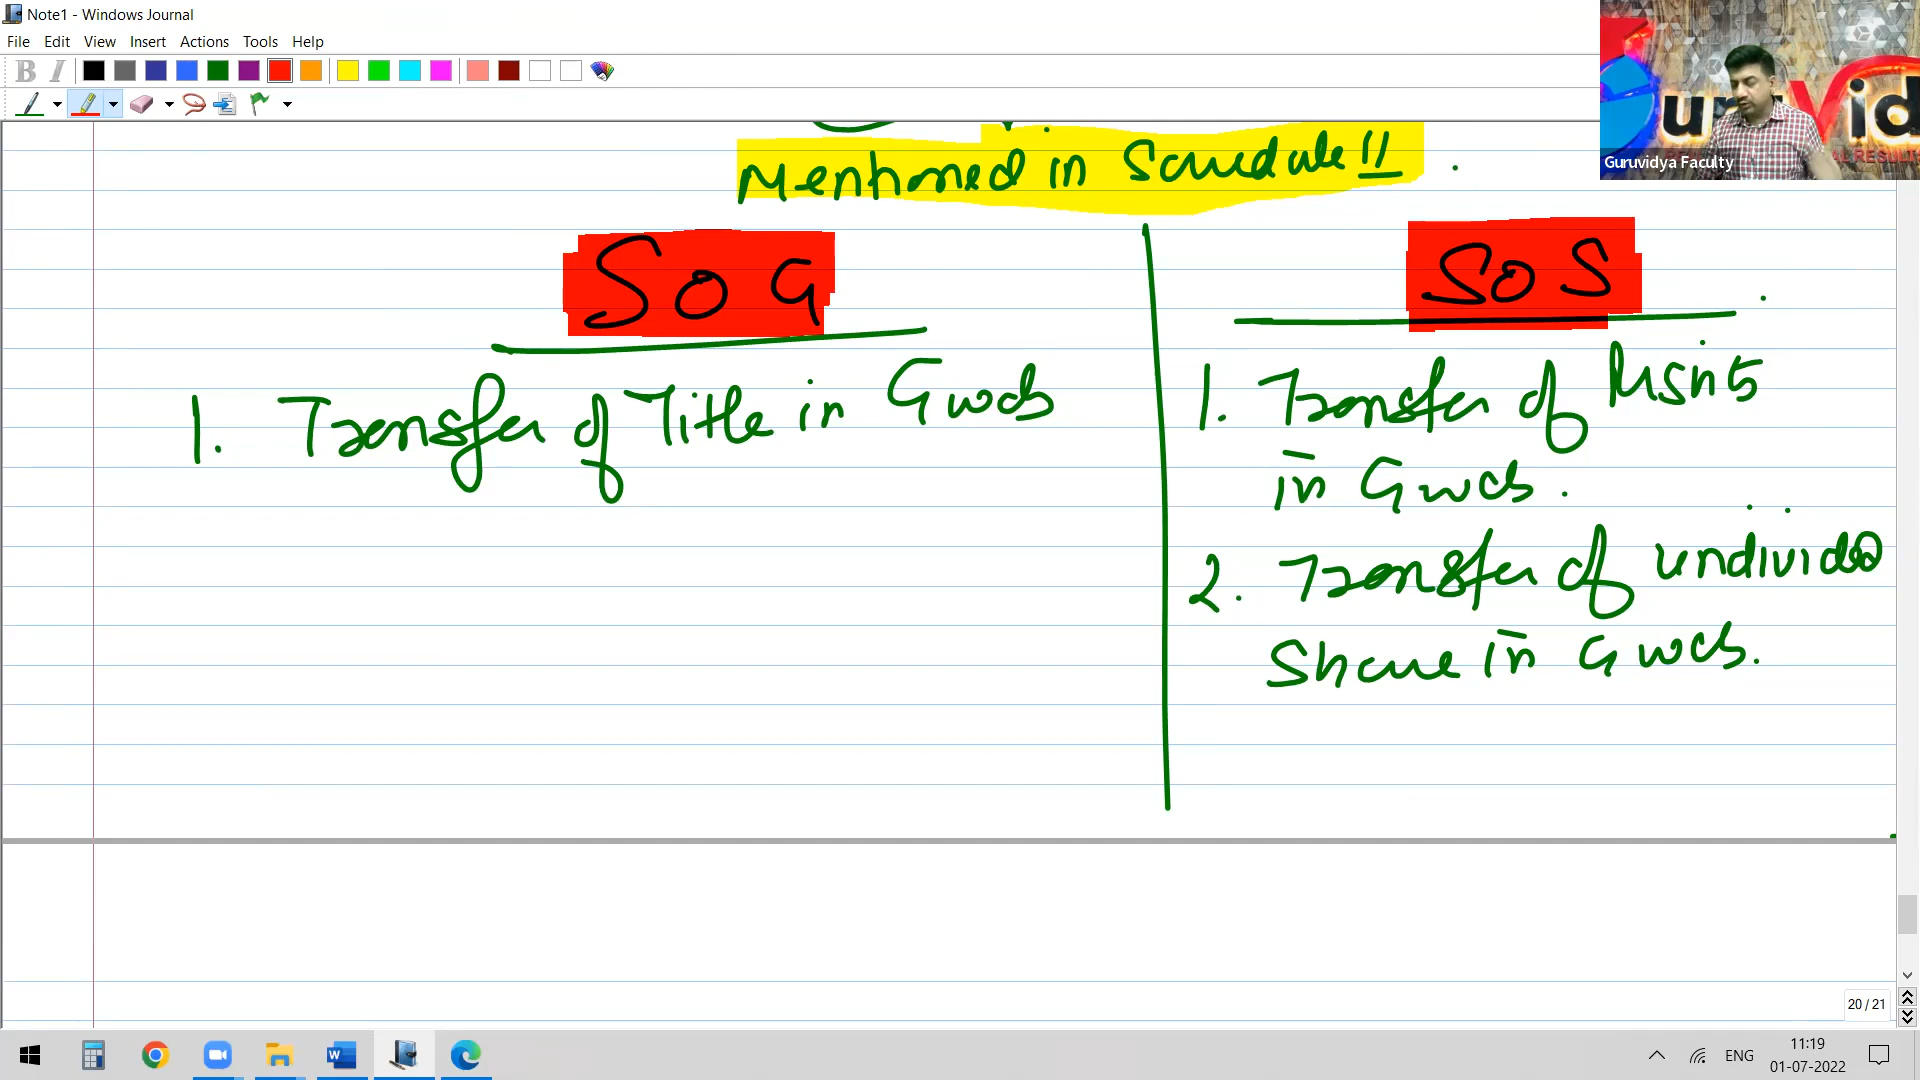 Note1 - Windows Journal
File Edit View Insert Actions Tools Help
B I
Guruvidya Faculty
Mentioned in Schedule II .
SOG
SOS
1. Transfer of Title in Goods
1. Transfer of Rights
in Goods.
2. Transfer of undivided
Share in Goods.
20 / 21
ENG
11:19
01-07-2022